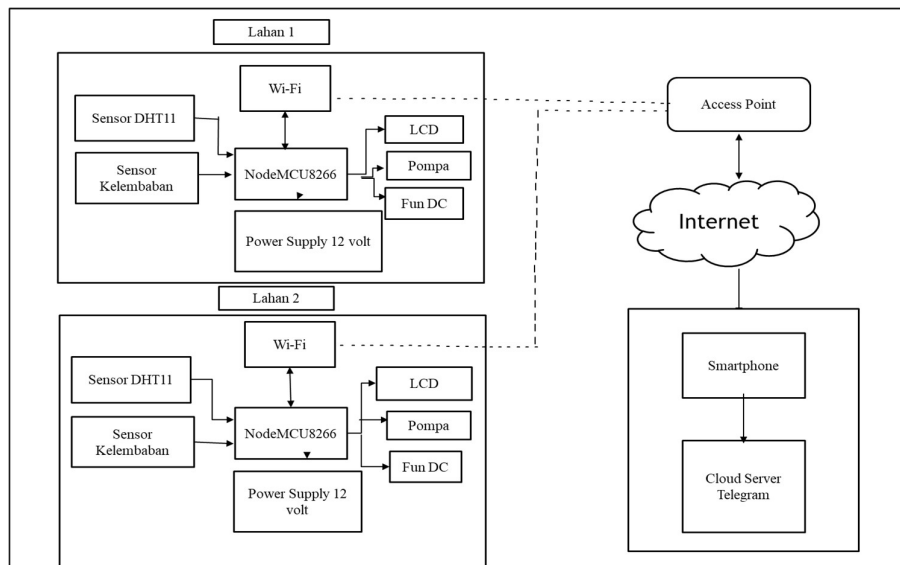 Lahan 1
Wi-Fi
Sensor DHT11
Sensor
Kelembaban
NodeMCU8266
LCD
Pompa
Fun DC
Power Supply 12 volt
Lahan 2
Wi-Fi
Sensor DHT11
Sensor
Kelembaban
NodeMCU8266
LCD
Pompa
Fun DC
Power Supply 12
volt
Access Point
Internet
Smartphone
Cloud Server
Telegram